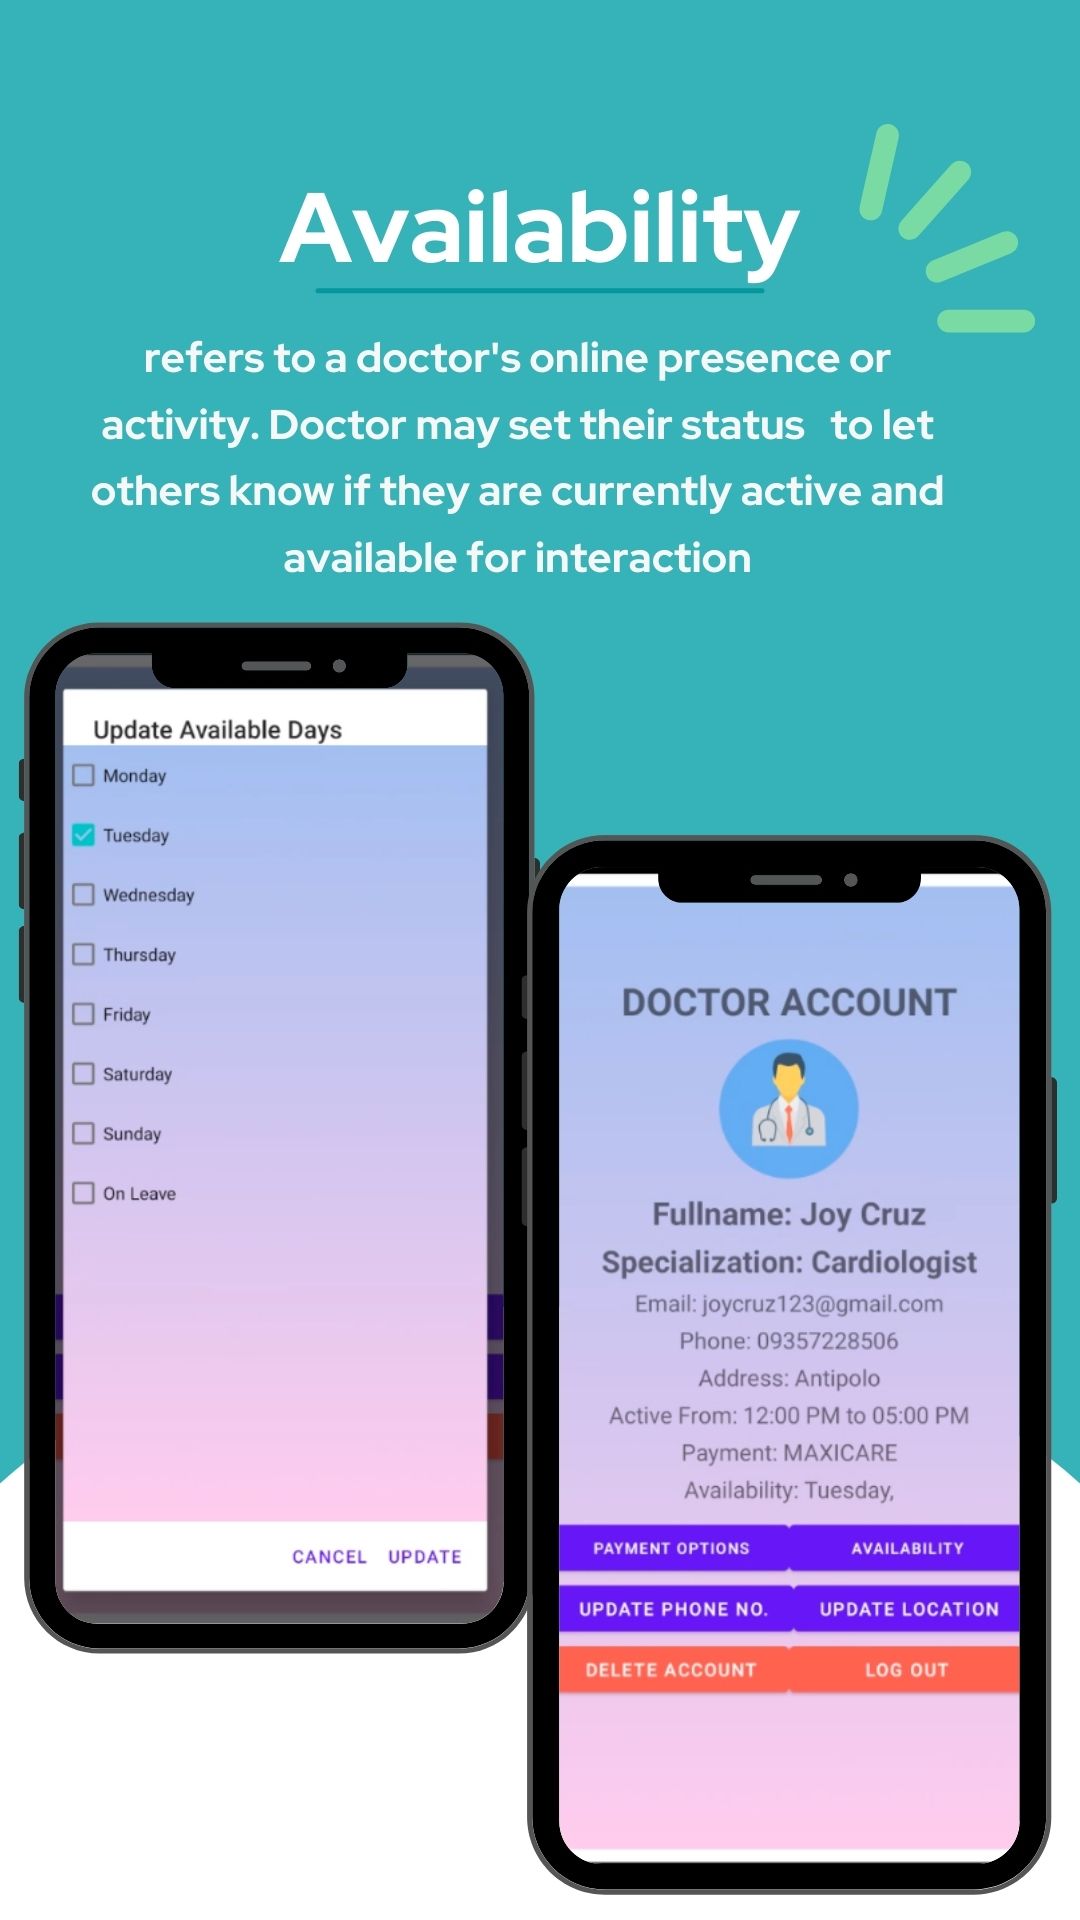 Availability
refers to a doctor's online presence or
activity. Doctor may set their status to let
others know if they are currently active and
available for interaction
Update Available Days
Monday
Tuesday
Wednesday
Thursday
Friday
Saturday
Sunday
On Leave
CANCEL UPDATE
DOCTOR ACCOUNT
Fullname: Joy Cruz
Specialization: Cardiologist
Email: joycruz123@gmail.com
Phone: 09357228506
Address: Antipolo
Active From: 12:00 PM to 05:00 PM
Payment: MAXICARE
Availability: Tuesday,
PAYMENT OPTIONS AVAILABILITY
UPDATE PHONE NO. UPDATE LOCATION
DELETE ACCOUNT LOG OUT